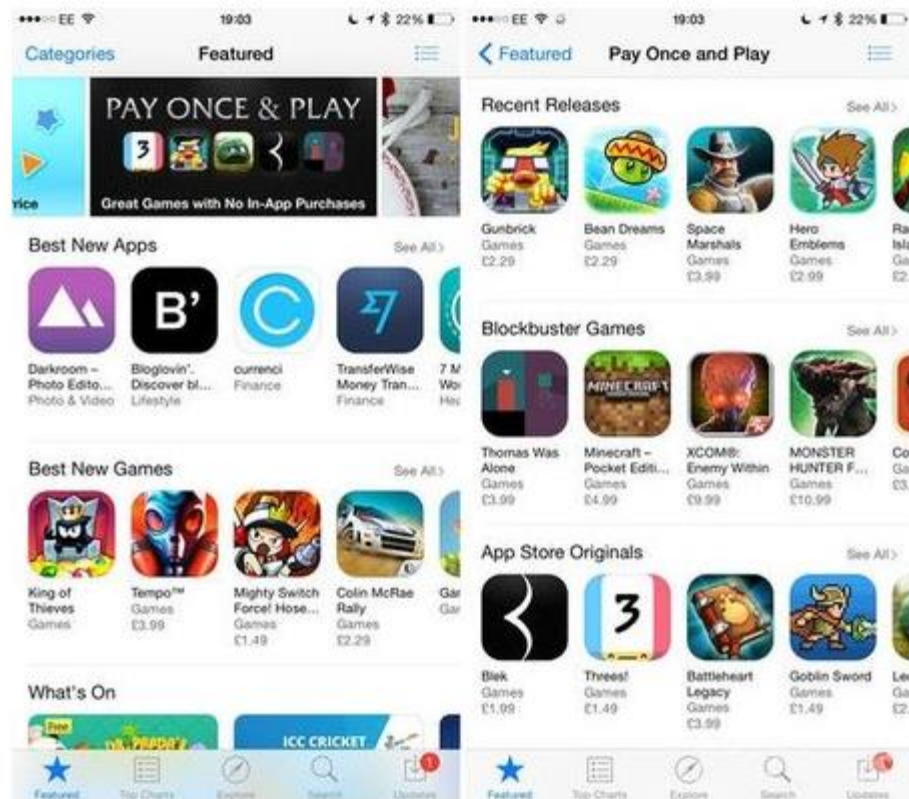 EE 19:03 22%
Categories Featured
PAY ONCE & PLAY
3
Great Games with No In-App Purchases
Best New Apps See All >
B'
Darkroom – Photo Edito... Photo & Video
Bloglovin'. Discover bl... Lifestyle
currenci Finance
TransferWise Money Tran... Finance
Best New Games See All >
King of Thieves Games
Tempo™ Games £3.99
Mighty Switch Force! Hose... Games £1.49
Colin McRae Rally Games £2.29
What's On
Free
ICC CRICKET
1
Featured Top Charts Explore Search Updates
EE 19:03 22%
< Featured Pay Once and Play
Recent Releases See All >
Gunbrick Games £2.29
Bean Dreams Games £2.29
Space Marshals Games £3.99
Hero Emblems Games £2.99
Blockbuster Games See All >
MINECRAFT
Thomas Was Alone Games £3.99
Minecraft – Pocket Editi... Games £4.99
XCOM®: Enemy Within Games £9.99
MONSTER HUNTER F... Games £10.99
App Store Originals See All >
3
Blek Games £1.99
Threes! Games £1.49
Battleheart Legacy Games £3.99
Goblin Sword Games £1.49
Featured Top Charts Explore Search Updates